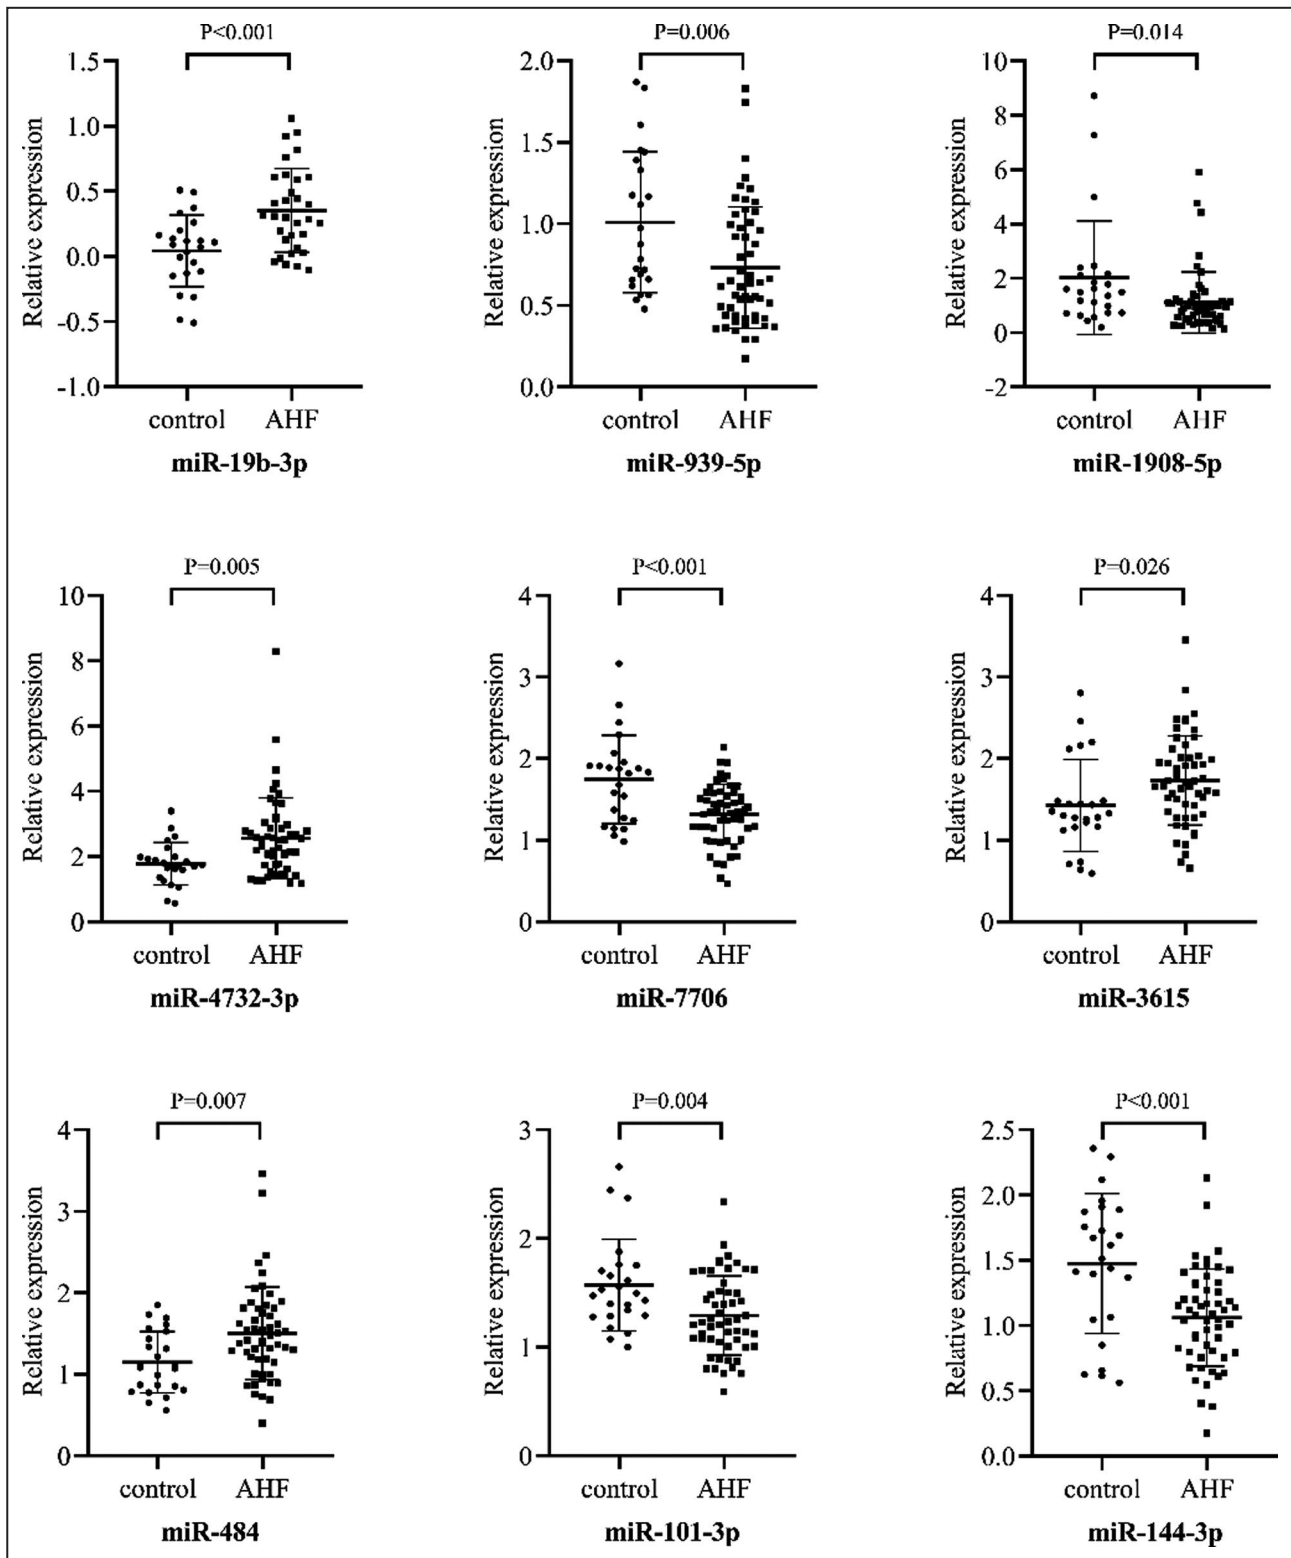 P<0.001
P=0.006
P=0.014
1.5
1.0
0.5
0.0
-0.5
-1.0
Relative expression
control
AHF
miR-19b-3p
2.0
1.5
1.0
0.5
0.0
Relative expression
control
AHF
miR-939-5p
10
8
6
4
2
0
-2
Relative expression
control
AHF
miR-1908-5p
P=0.005
P<0.001
P=0.026
10
8
6
4
2
0
Relative expression
control
AHF
miR-4732-3p
4
3
2
1
0
Relative expression
control
AHF
miR-7706
4
3
2
1
0
Relative expression
control
AHF
miR-3615
P=0.007
P=0.004
P<0.001
4
3
2
1
0
Relative expression
control
AHF
miR-484
3
2
1
0
Relative expression
control
AHF
miR-101-3p
2.5
2.0
1.5
1.0
0.5
0.0
Relative expression
control
AHF
miR-144-3p